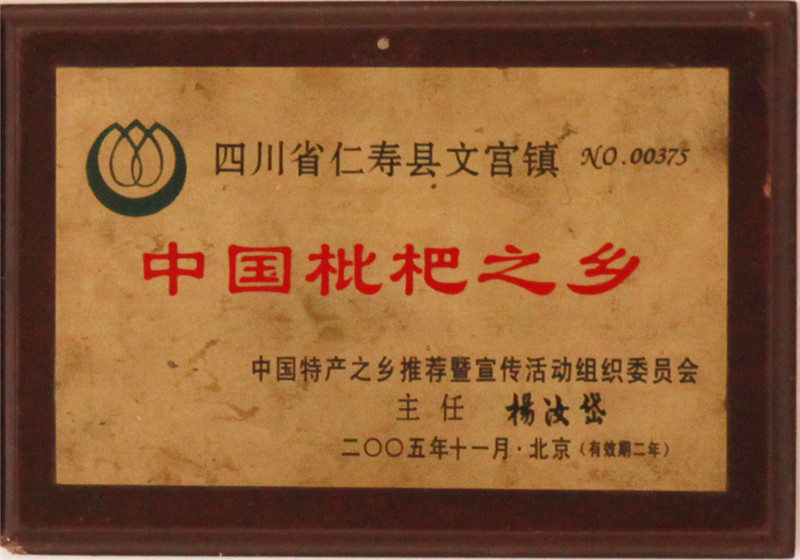 四川省仁寿县文宫镇 NO.00375
中国枇杷之乡
中国特产之乡推荐暨宣传活动组织委员会
主任 楊汝岱
二〇〇五年十一月·北京(有效期二年)